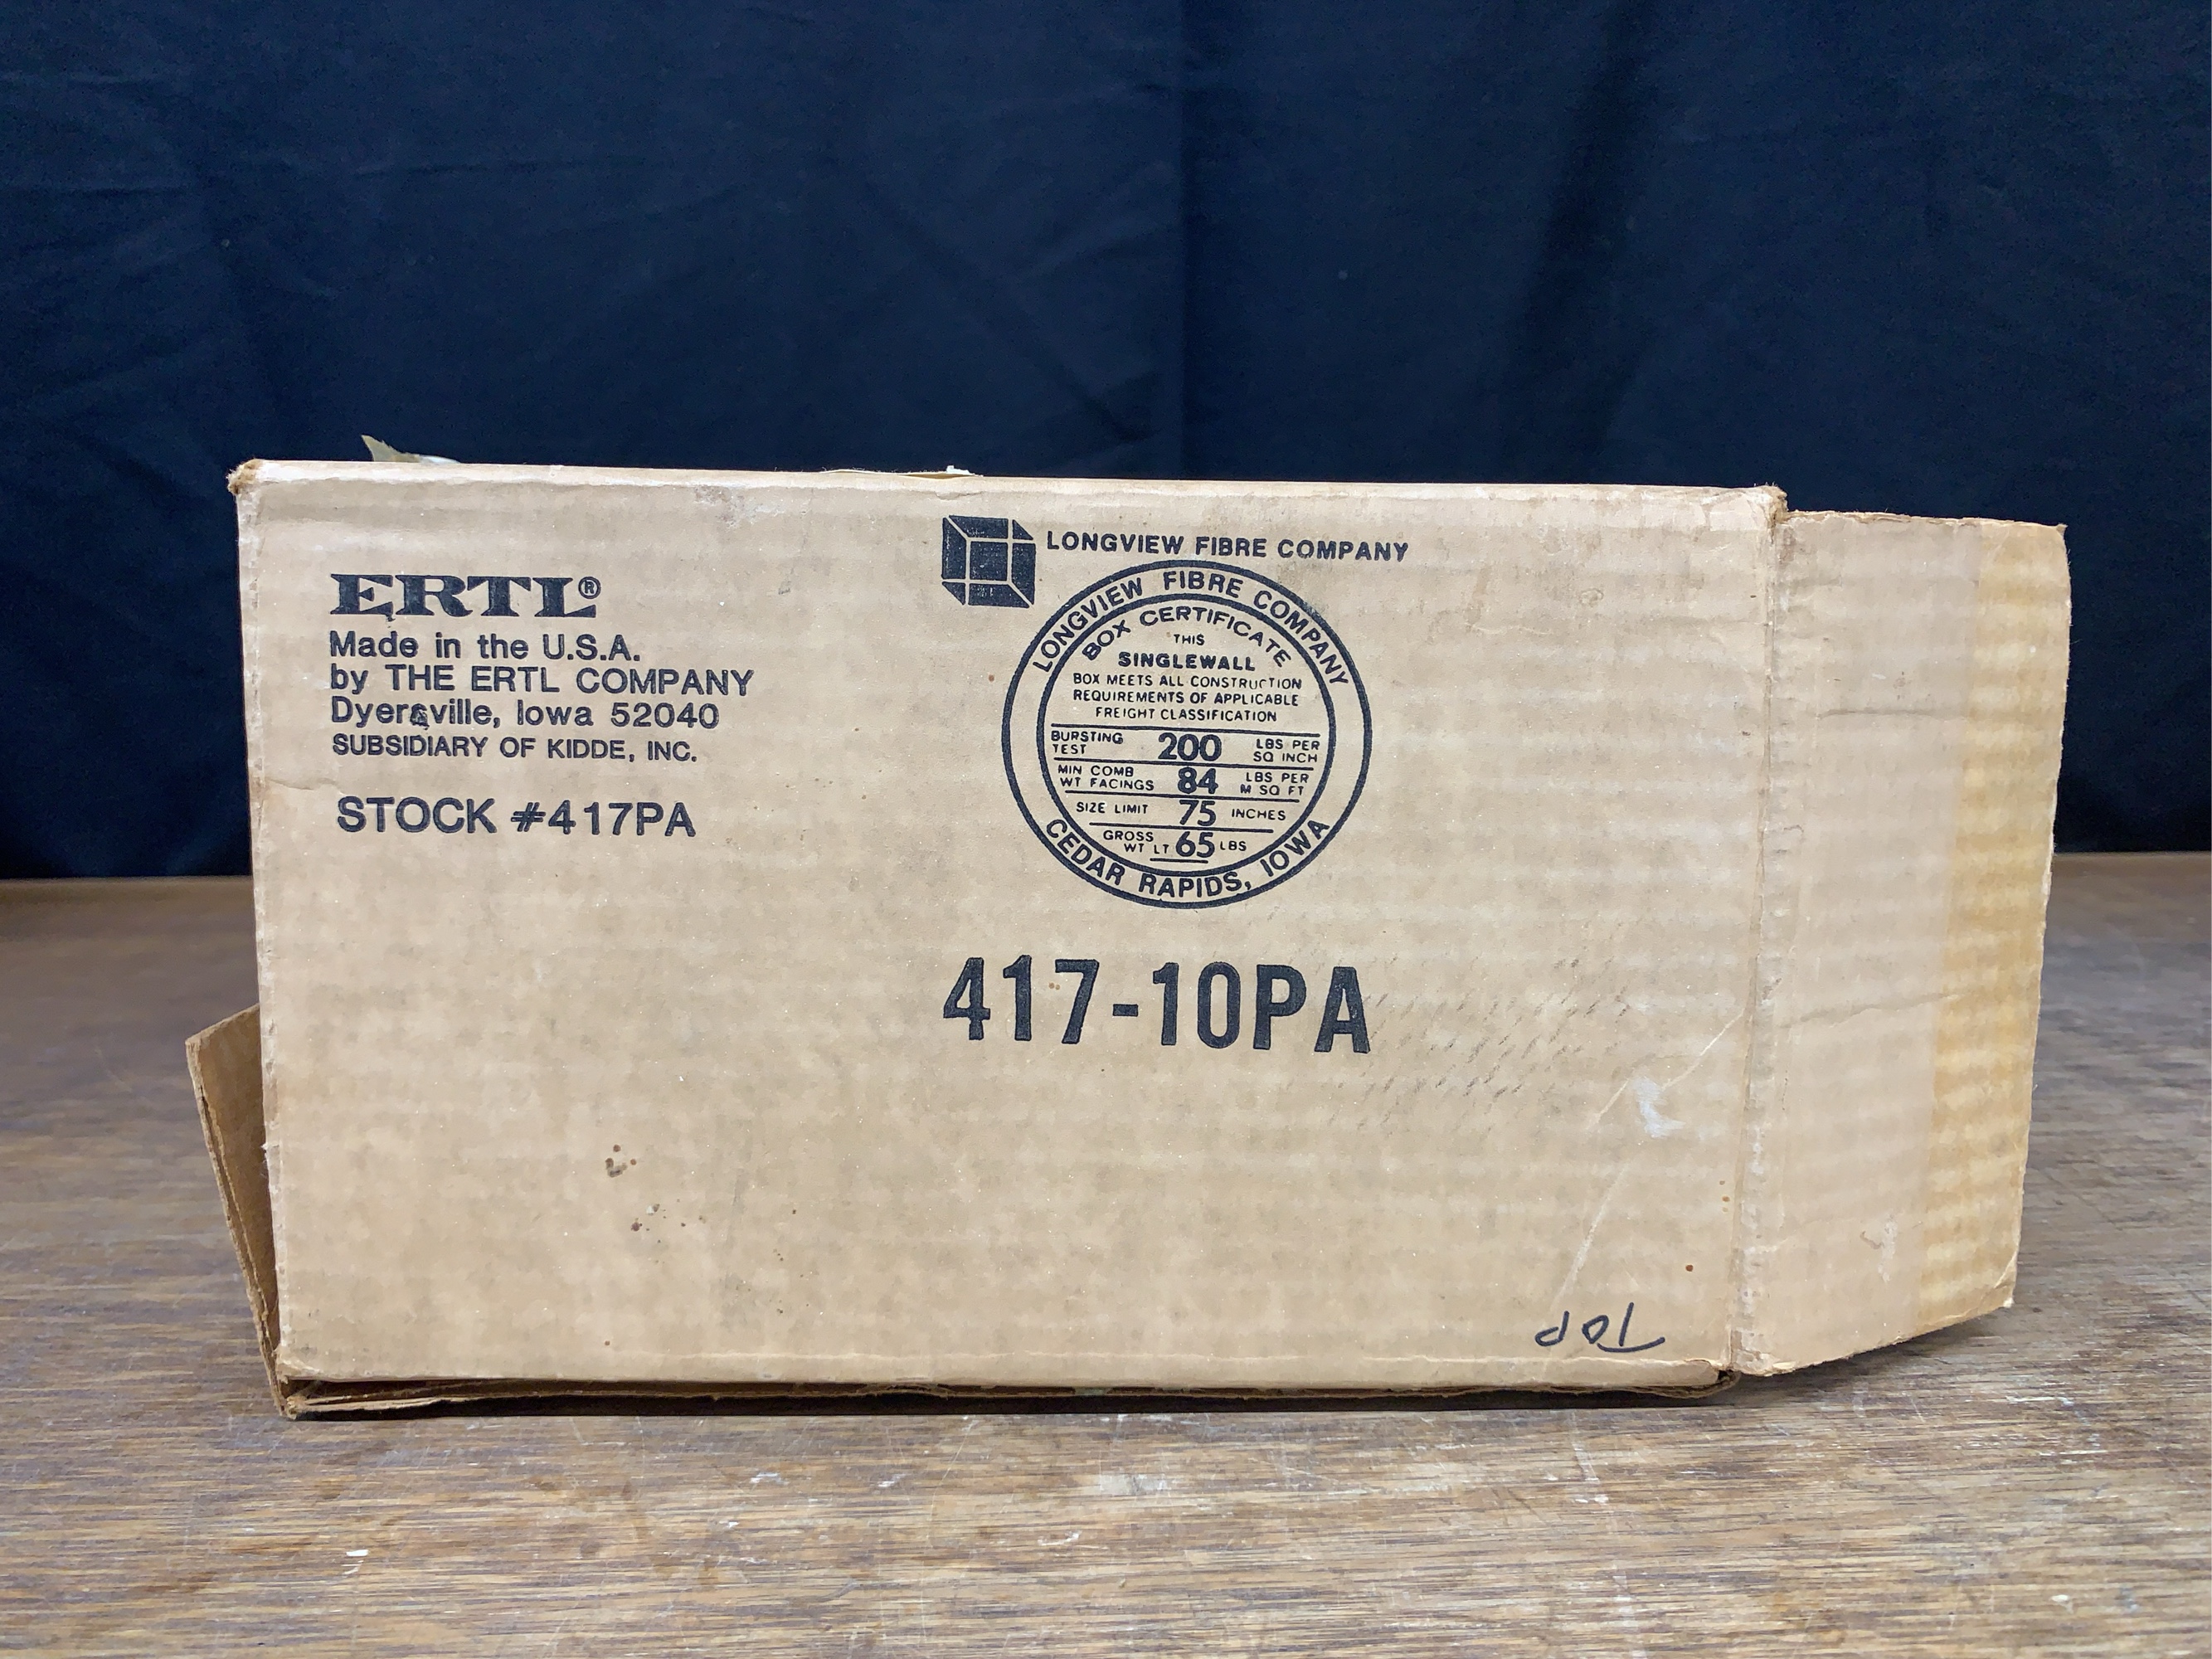 ERTL®
Made in the U.S.A.
by THE ERTL COMPANY
Dyersville, Iowa 52040
SUBSIDIARY OF KIDDE, INC.
STOCK #417PA
LONGVIEW FIBRE COMPANY
LONGVIEW FIBRE COMPANY
BOX CERTIFICATE
THIS
SINGLEWALL
BOX MEETS ALL CONSTRUCTION
REQUIREMENTS OF APPLICABLE
FREIGHT CLASSIFICATION
BURSTING TEST 200 LBS PER SQ INCH
MIN COMB WT FACINGS 84 LBS PER M SQ FT
SIZE LIMIT 75 INCHES
GROSS WT LT 65 LBS
CEDAR RAPIDS, IOWA
417-10PA
TOP